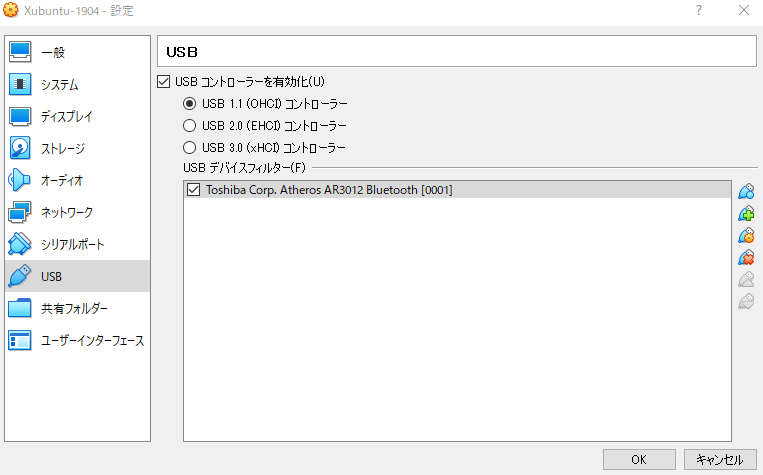 Xubuntu-1904 - 設定
一般
システム
ディスプレイ
ストレージ
オーディオ
ネットワーク
シリアルポート
USB
共有フォルダー
ユーザーインターフェース
USB
USB コントローラーを有効化(U)
USB 1.1 (OHCI) コントローラー
USB 2.0 (EHCI) コントローラー
USB 3.0 (xHCI) コントローラー
USB デバイスフィルター(F)
Toshiba Corp. Atheros AR3012 Bluetooth [0001]
OK
キャンセル